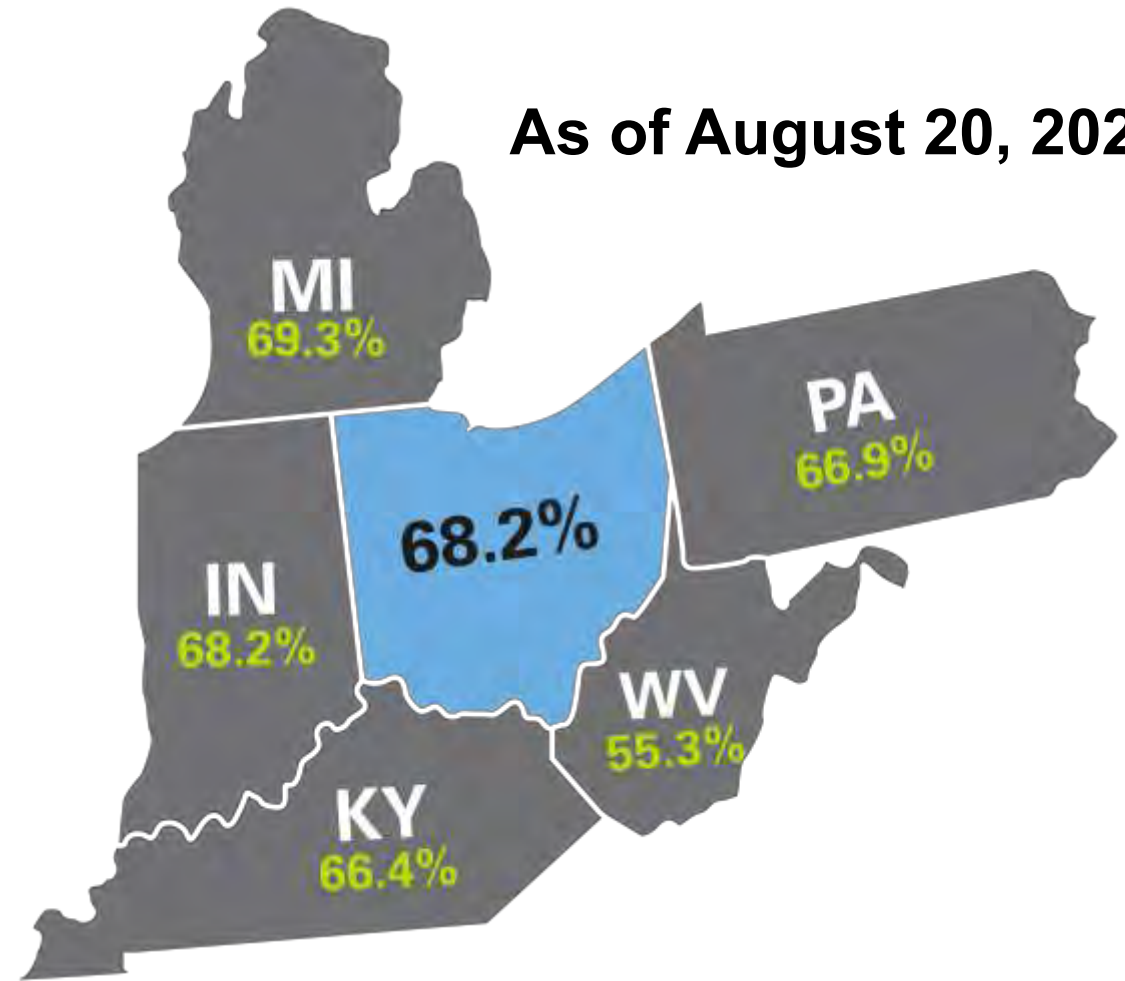 As of August 20, 202
MI
69.3%
PA
66.9%
68.2%
IN
68.2%
WV
55.3%
KY
66.4%